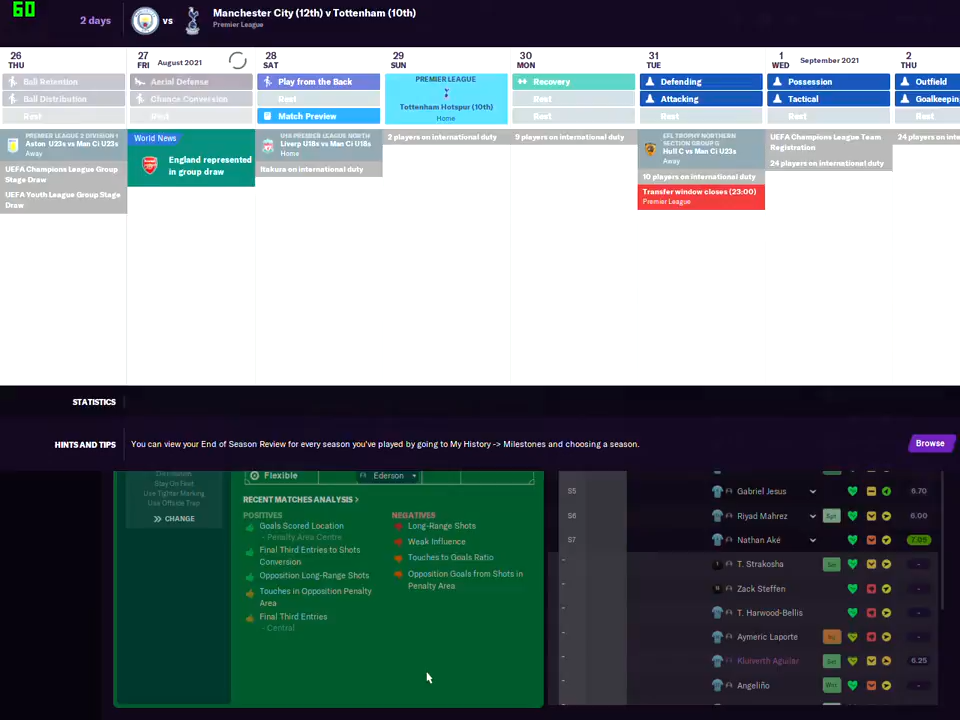 60
2 days
vs
Manchester City (12th) v Tottenham (10th)
Premier League
26
THU
27
FRI
August 2021
28
SAT
29
SUN
30
MON
31
TUE
1
WED
September 2021
2
THU
Ball Retention
Aerial Defense
Play from the Back
PREMIER LEAGUE
Recovery
Defending
Possession
Outfield
Ball Distribution
Chance Conversion
Rest
Tottenham Hotspur (10th)
Rest
Attacking
Tactical
Goalkeeping
Rest
Rest
Match Preview
Home
Rest
Rest
Rest
Rest
PREMIER LEAGUE 2 DIVISION 1
Aston U23s vs Man Ci U23s
Away
UEFA Champions League Group
Stage Draw
UEFA Youth League Group Stage
Draw
World News
England represented
in group draw
U18 PREMIER LEAGUE NORTH
Liverp U18s vs Man Ci U18s
Home
Itakura on international duty
2 players on international duty
9 players on international duty
EFL TROPHY NORTHERN
SECTION GROUP G
Hull C vs Man Ci U23s
Away
10 players on international duty
Transfer window closes (23:00)
Premier League
UEFA Champions League Team
Registration
24 players on international duty
24 players on inter
STATISTICS
HINTS AND TIPS
You can view your End of Season Review for every season you've played by going to My History -> Milestones and choosing a season.
Browse
Stay On Feet
Use Tighter Marking
Use Offside Trap
CHANGE
Flexible
Ederson
RECENT MATCHES ANALYSIS >
POSITIVES
Goals Scored Location
- Penalty Area Centre
Final Third Entries to Shots
Conversion
Opposition Long-Range Shots
Touches in Opposition Penalty
Area
Final Third Entries
- Central
NEGATIVES
Long-Range Shots
Weak Influence
Touches to Goals Ratio
Opposition Goals from Shots in
Penalty Area
S5 Gabriel Jesus 6.70
S6 Riyad Mahrez Spt 6.00
S7 Nathan Aké 7.05
- T. Strakosha -
- Zack Steffen -
- T. Harwood-Bellis -
- Aymeric Laporte -
- Kluiverth Aguilar 6.25
- Angeliño Wnt -